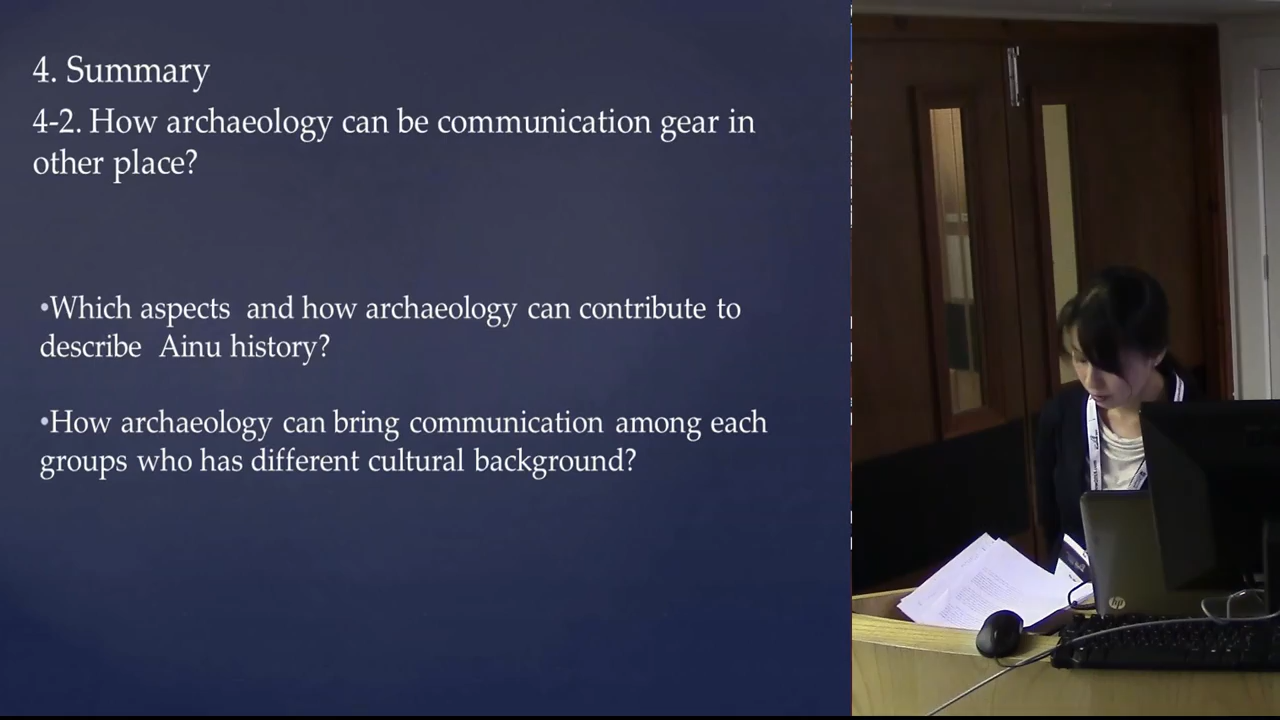 4. Summary
4-2. How archaeology can be communication gear in
other place?
•Which aspects and how archaeology can contribute to
describe Ainu history?
•How archaeology can bring communication among each
groups who has different cultural background?
hp